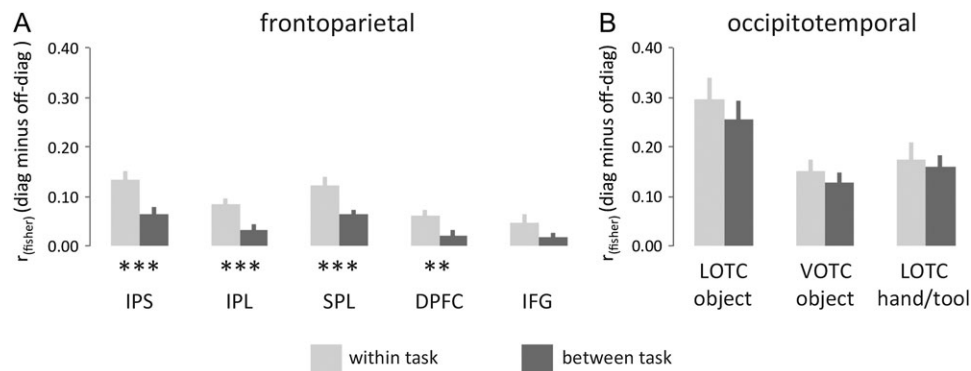 A
frontoparietal
r(fisher) (diag minus off-diag)
0.40
0.30
0.20
0.10
0.00
*** *** *** **
IPS IPL SPL DPFC IFG
B
occipitotemporal
r(fisher) (diag minus off-diag)
0.40
0.30
0.20
0.10
0.00
LOTC VOTC LOTC
object object hand/tool
within task between task